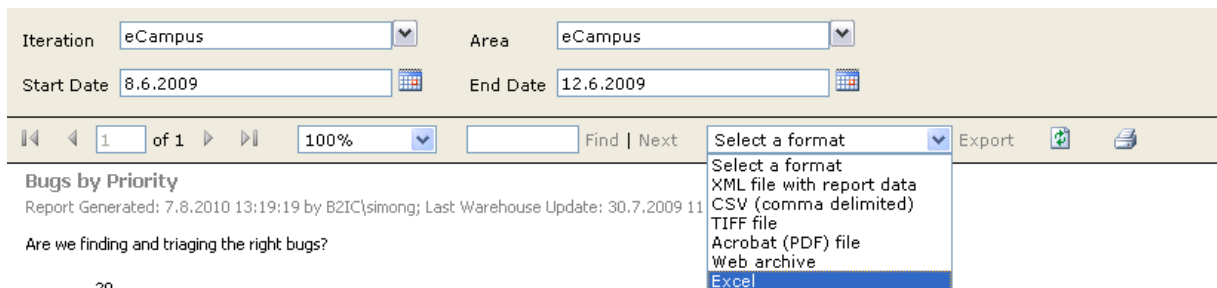 Iteration eCampus Area eCampus
Start Date 8.6.2009 End Date 12.6.2009
1 of 1 100% Find | Next Select a format Export
Select a format
XML file with report data
CSV (comma delimited)
TIFF file
Acrobat (PDF) file
Web archive
Excel
Bugs by Priority
Report Generated: 7.8.2010 13:19:19 by B2IC\simong; Last Warehouse Update: 30.7.2009 11
Are we finding and triaging the right bugs?